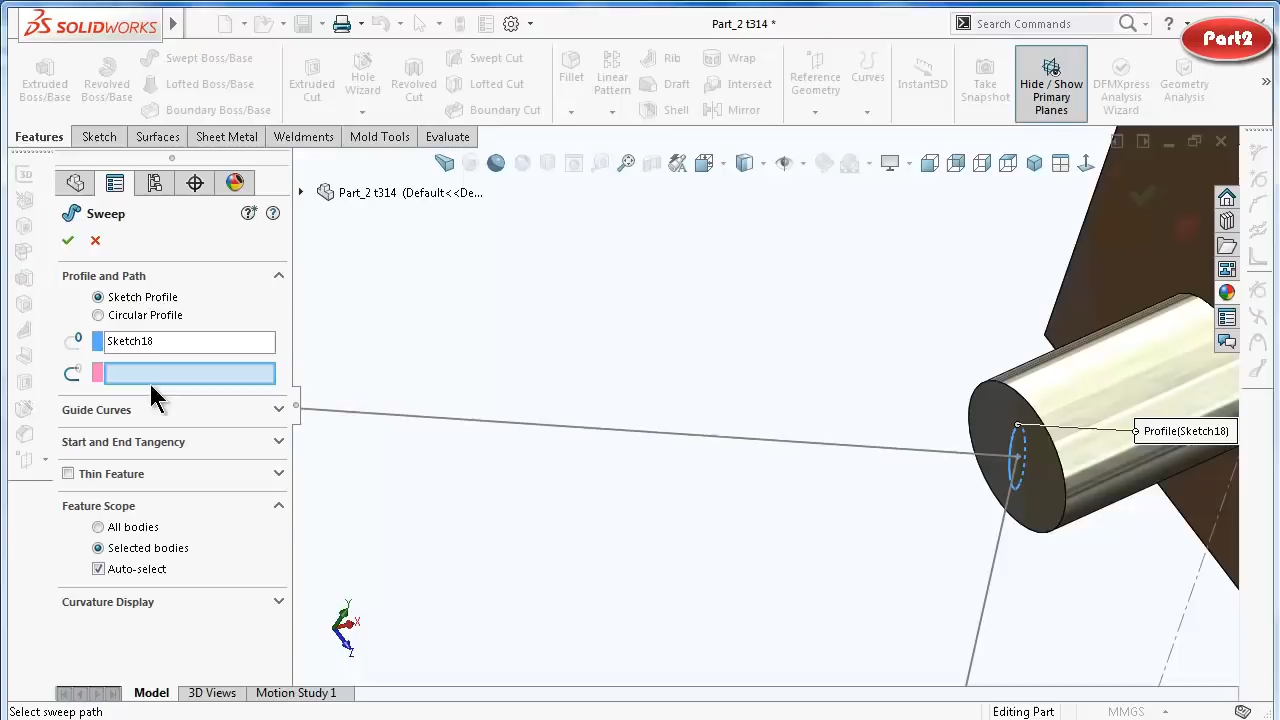 SOLIDWORKS
Part_2 t314 *
Search Commands
?
Part2
Extruded Boss/Base
Revolved Boss/Base
Swept Boss/Base
Lofted Boss/Base
Boundary Boss/Base
Extruded Cut
Hole Wizard
Revolved Cut
Swept Cut
Lofted Cut
Boundary Cut
Fillet
Linear Pattern
Rib
Draft
Shell
Wrap
Intersect
Mirror
Reference Geometry
Curves
Instant3D
Take Snapshot
Hide / Show Primary Planes
DFMXpress Analysis Wizard
Geometry Analysis
Features
Sketch
Surfaces
Sheet Metal
Weldments
Mold Tools
Evaluate
Part_2 t314 (Default<<De...
Sweep
Profile and Path
Sketch Profile
Circular Profile
Sketch18
Guide Curves
Start and End Tangency
Thin Feature
Feature Scope
All bodies
Selected bodies
Auto-select
Curvature Display
Profile(Sketch18)
Y
X
Z
Model
3D Views
Motion Study 1
Select sweep path
Editing Part
MMGS